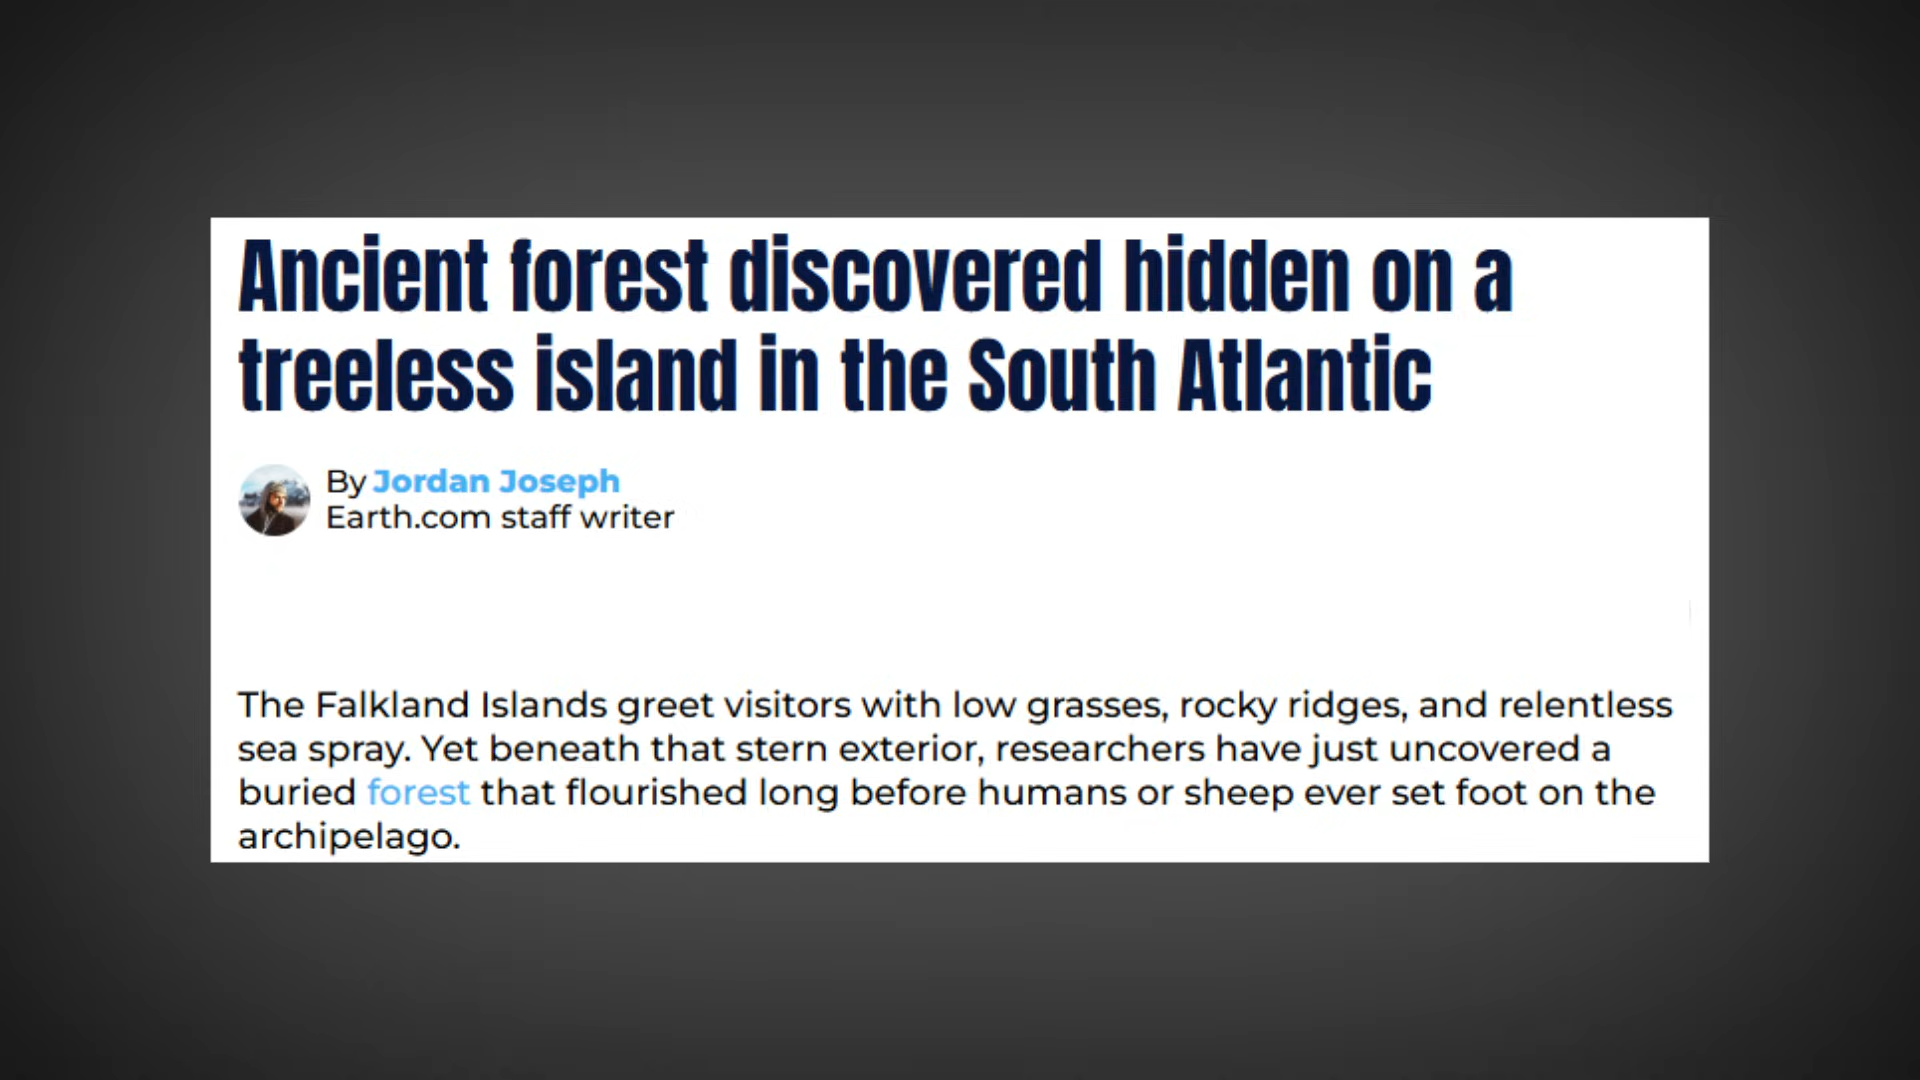 Ancient forest discovered hidden on a
treeless island in the South Atlantic
By Jordan Joseph
Earth.com staff writer
The Falkland Islands greet visitors with low grasses, rocky ridges, and relentless
sea spray. Yet beneath that stern exterior, researchers have just uncovered a
buried forest that flourished long before humans or sheep ever set foot on the
archipelago.